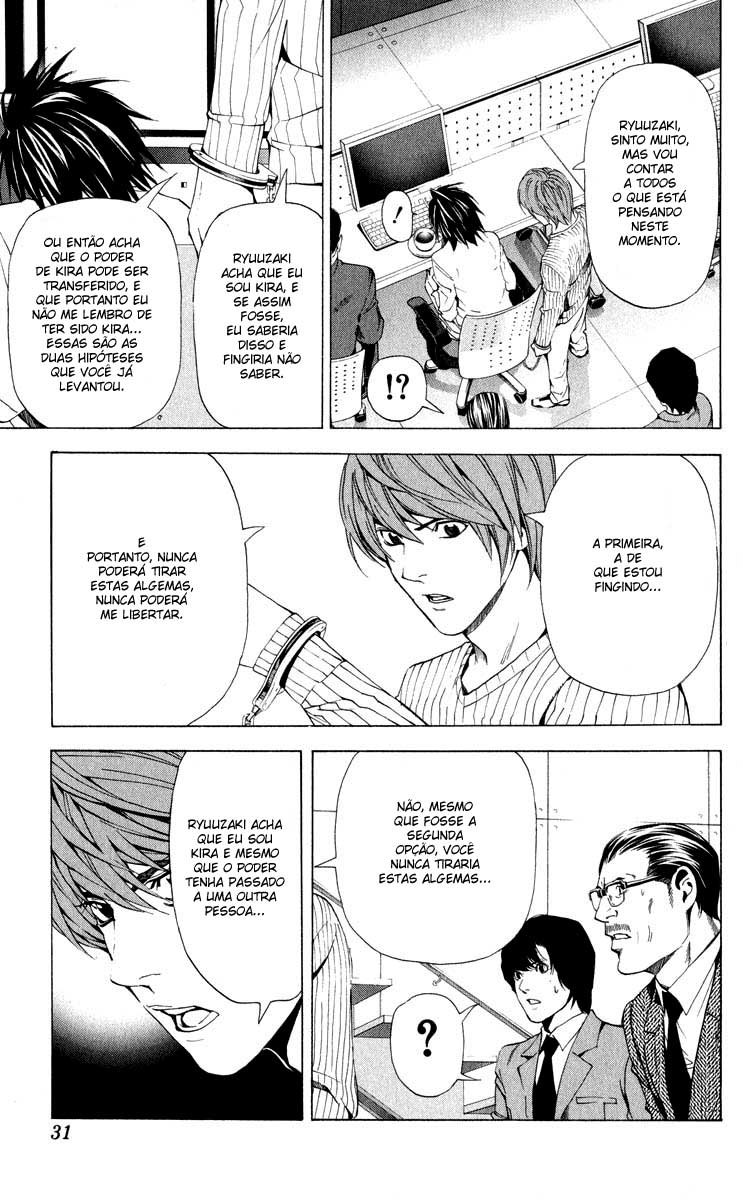 RYUUZAKI,
SINTO MUITO,
MAS VOU
CONTAR
A TODOS
O QUE ESTÁ
PENSANDO
NESTE
MOMENTO.
!
!?
RYUUZAKI
ACHA QUE EU
SOU KIRA, E
SE ASSIM
FOSSE,
EU SABERIA
DISSO E
FINGIRIA NÃO
SABER.
OU ENTÃO ACHA
QUE O PODER
DE KIRA PODE SER
TRANSFERIDO, E
QUE PORTANTO EU
NÃO ME LEMBRO DE
TER SIDO KIRA...
ESSAS SÃO AS
DUAS HIPÓTESES
QUE VOCÊ JÁ
LEVANTOU.
A PRIMEIRA,
A DE
QUE ESTOU
FINGINDO...
E
PORTANTO, NUNCA
PODERÁ TIRAR
ESTAS ALGEMAS,
NUNCA PODERÁ
ME LIBERTAR.
NÃO, MESMO
QUE FOSSE A
SEGUNDA
OPÇÃO, VOCÊ
NUNCA TIRARIA
ESTAS ALGEMAS...
?
RYUUZAKI ACHA
QUE EU SOU
KIRA E MESMO
QUE O PODER
TENHA PASSADO
A UMA OUTRA
PESSOA...
31